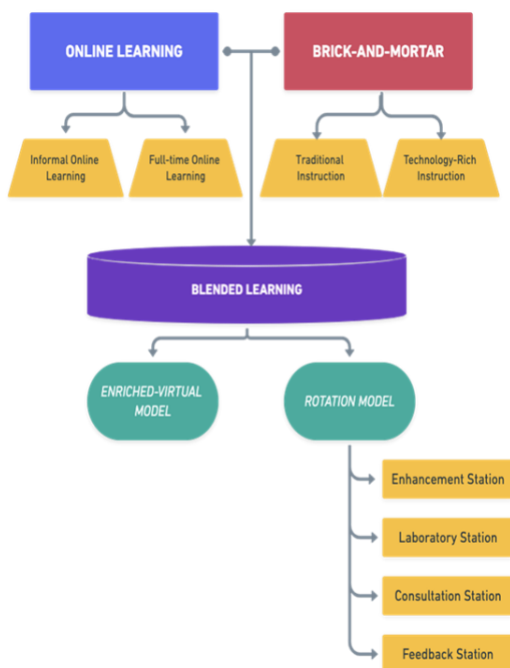 ONLINE LEARNING
BRICK-AND-MORTAR
Informal Online
Learning
Full-time Online
Learning
Traditional
Instruction
Technology-Rich
Instruction
BLENDED LEARNING
ENRICHED-VIRTUAL
MODEL
ROTATION MODEL
Enhancement Station
Laboratory Station
Consultation Station
Feedback Station